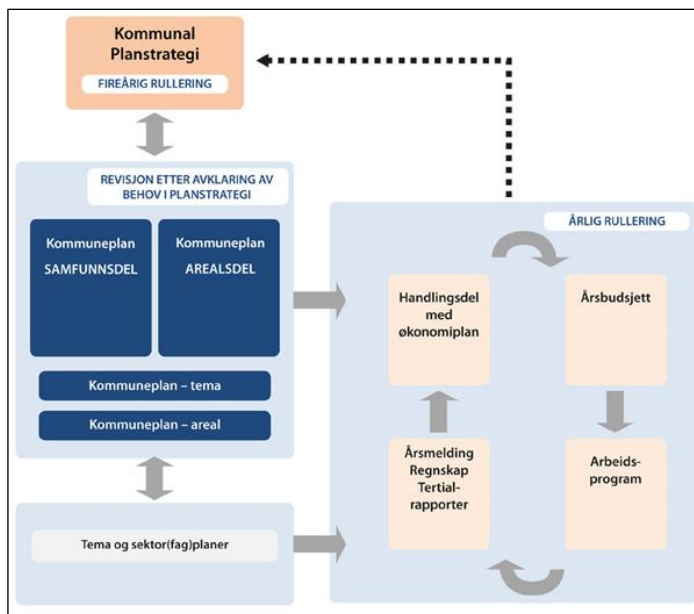 Kommunal
Planstrategi
FIREÅRIG RULLERING
REVISJON ETTER AVKLARING AV
BEHOV I PLANSTRATEGI
Kommuneplan
SAMFUNNSDEL
Kommuneplan
AREALSDEL
Kommuneplan – tema
Kommuneplan – areal
Tema og sektor(fag)planer
ÅRLIG RULLERING
Handlingsdel
med
økonomiplan
Årsbudsjett
Årsmelding
Regnskap
Tertial-
rapporter
Arbeids-
program